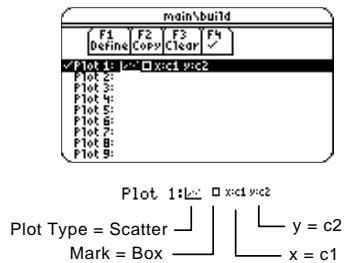 main\build
F1 F2 F3 F4
Define Copy Clear ✓
✓Plot 1: x:c1 y:c2
Plot 2:
Plot 3:
Plot 4:
Plot 5:
Plot 6:
Plot 7:
Plot 8:
Plot 9:
Plot 1: x:c1 y:c2
Plot Type = Scatter
y = c2
Mark = Box
x = c1